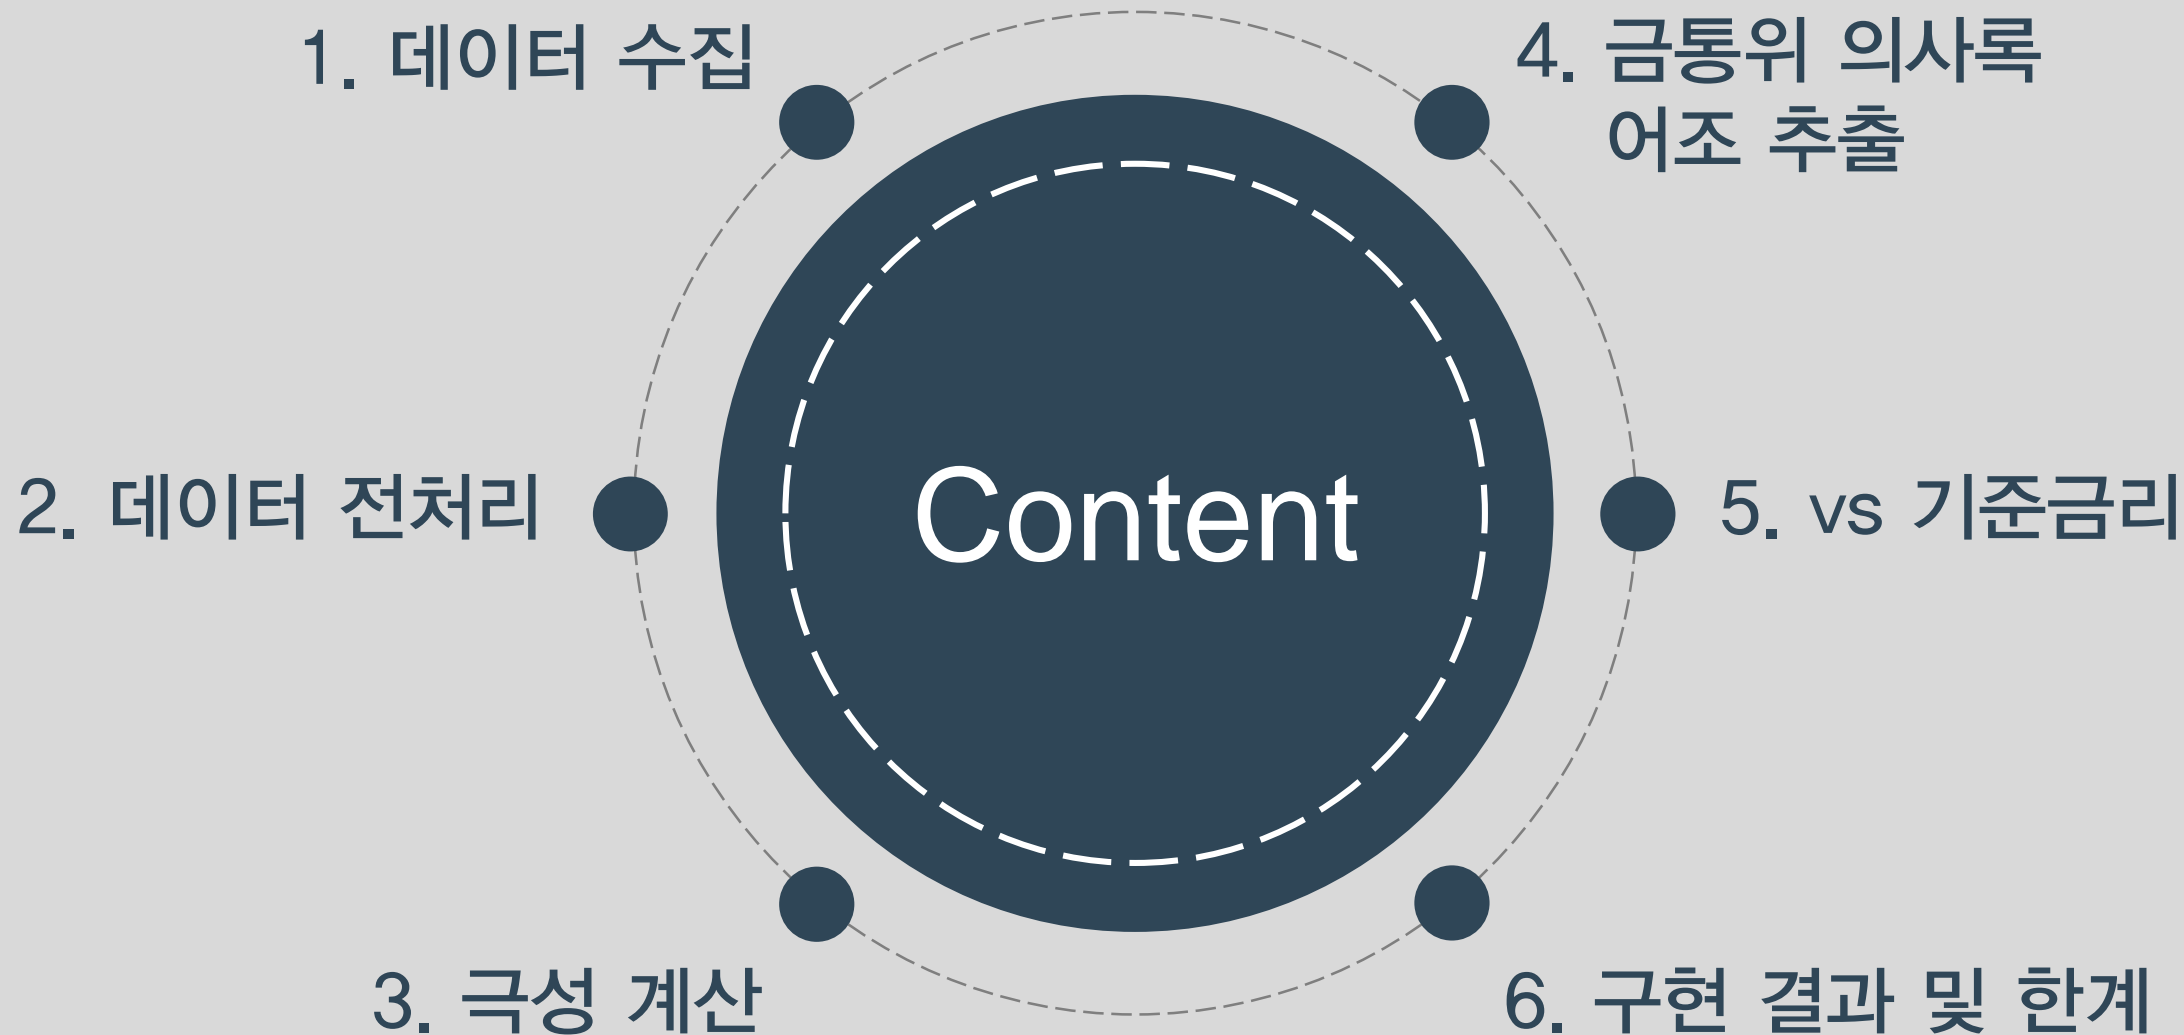 1. 데이터 수집
2. 데이터 전처리
3. 극성 계산
Content
4. 금통위 의사록
어조 추출
5. vs 기준금리
6. 구현 결과 및 한계